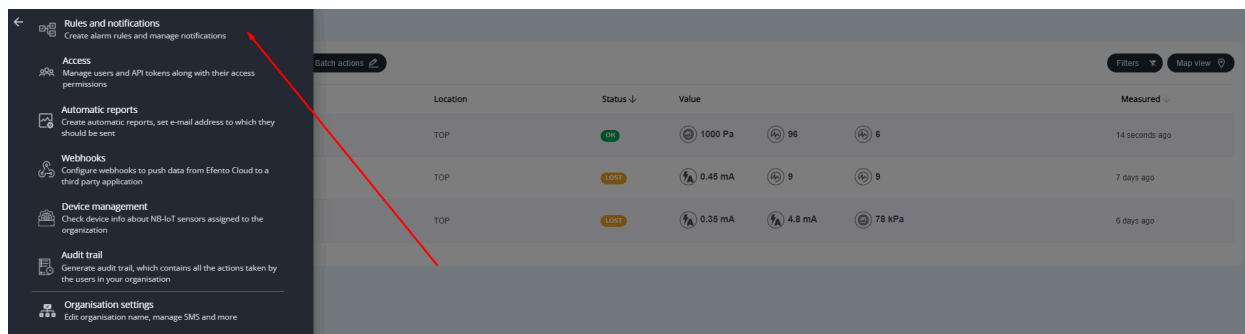 Rules and notifications
Create alarm rules and manage notifications
Access
Manage users and API tokens along with their access
permissions
Automatic reports
Create automatic reports, set e-mail address to which they
should be sent
Webhooks
Configure webhooks to push data from Efento Cloud to a
third party application
Device management
Check device info about NB-IoT sensors assigned to the
organization
Audit trail
Generate audit trail, which contains all the actions taken by
the users in your organisation
Organisation settings
Edit organisation name, manage SMS and more
Batch actions Filters Map view
Location Status Value Measured
TOP OK 1000 Pa 96 6 14 seconds ago
TOP LOST 0.45 mA 9 9 7 days ago
TOP LOST 0.35 mA 4.8 mA 78 kPa 6 days ago